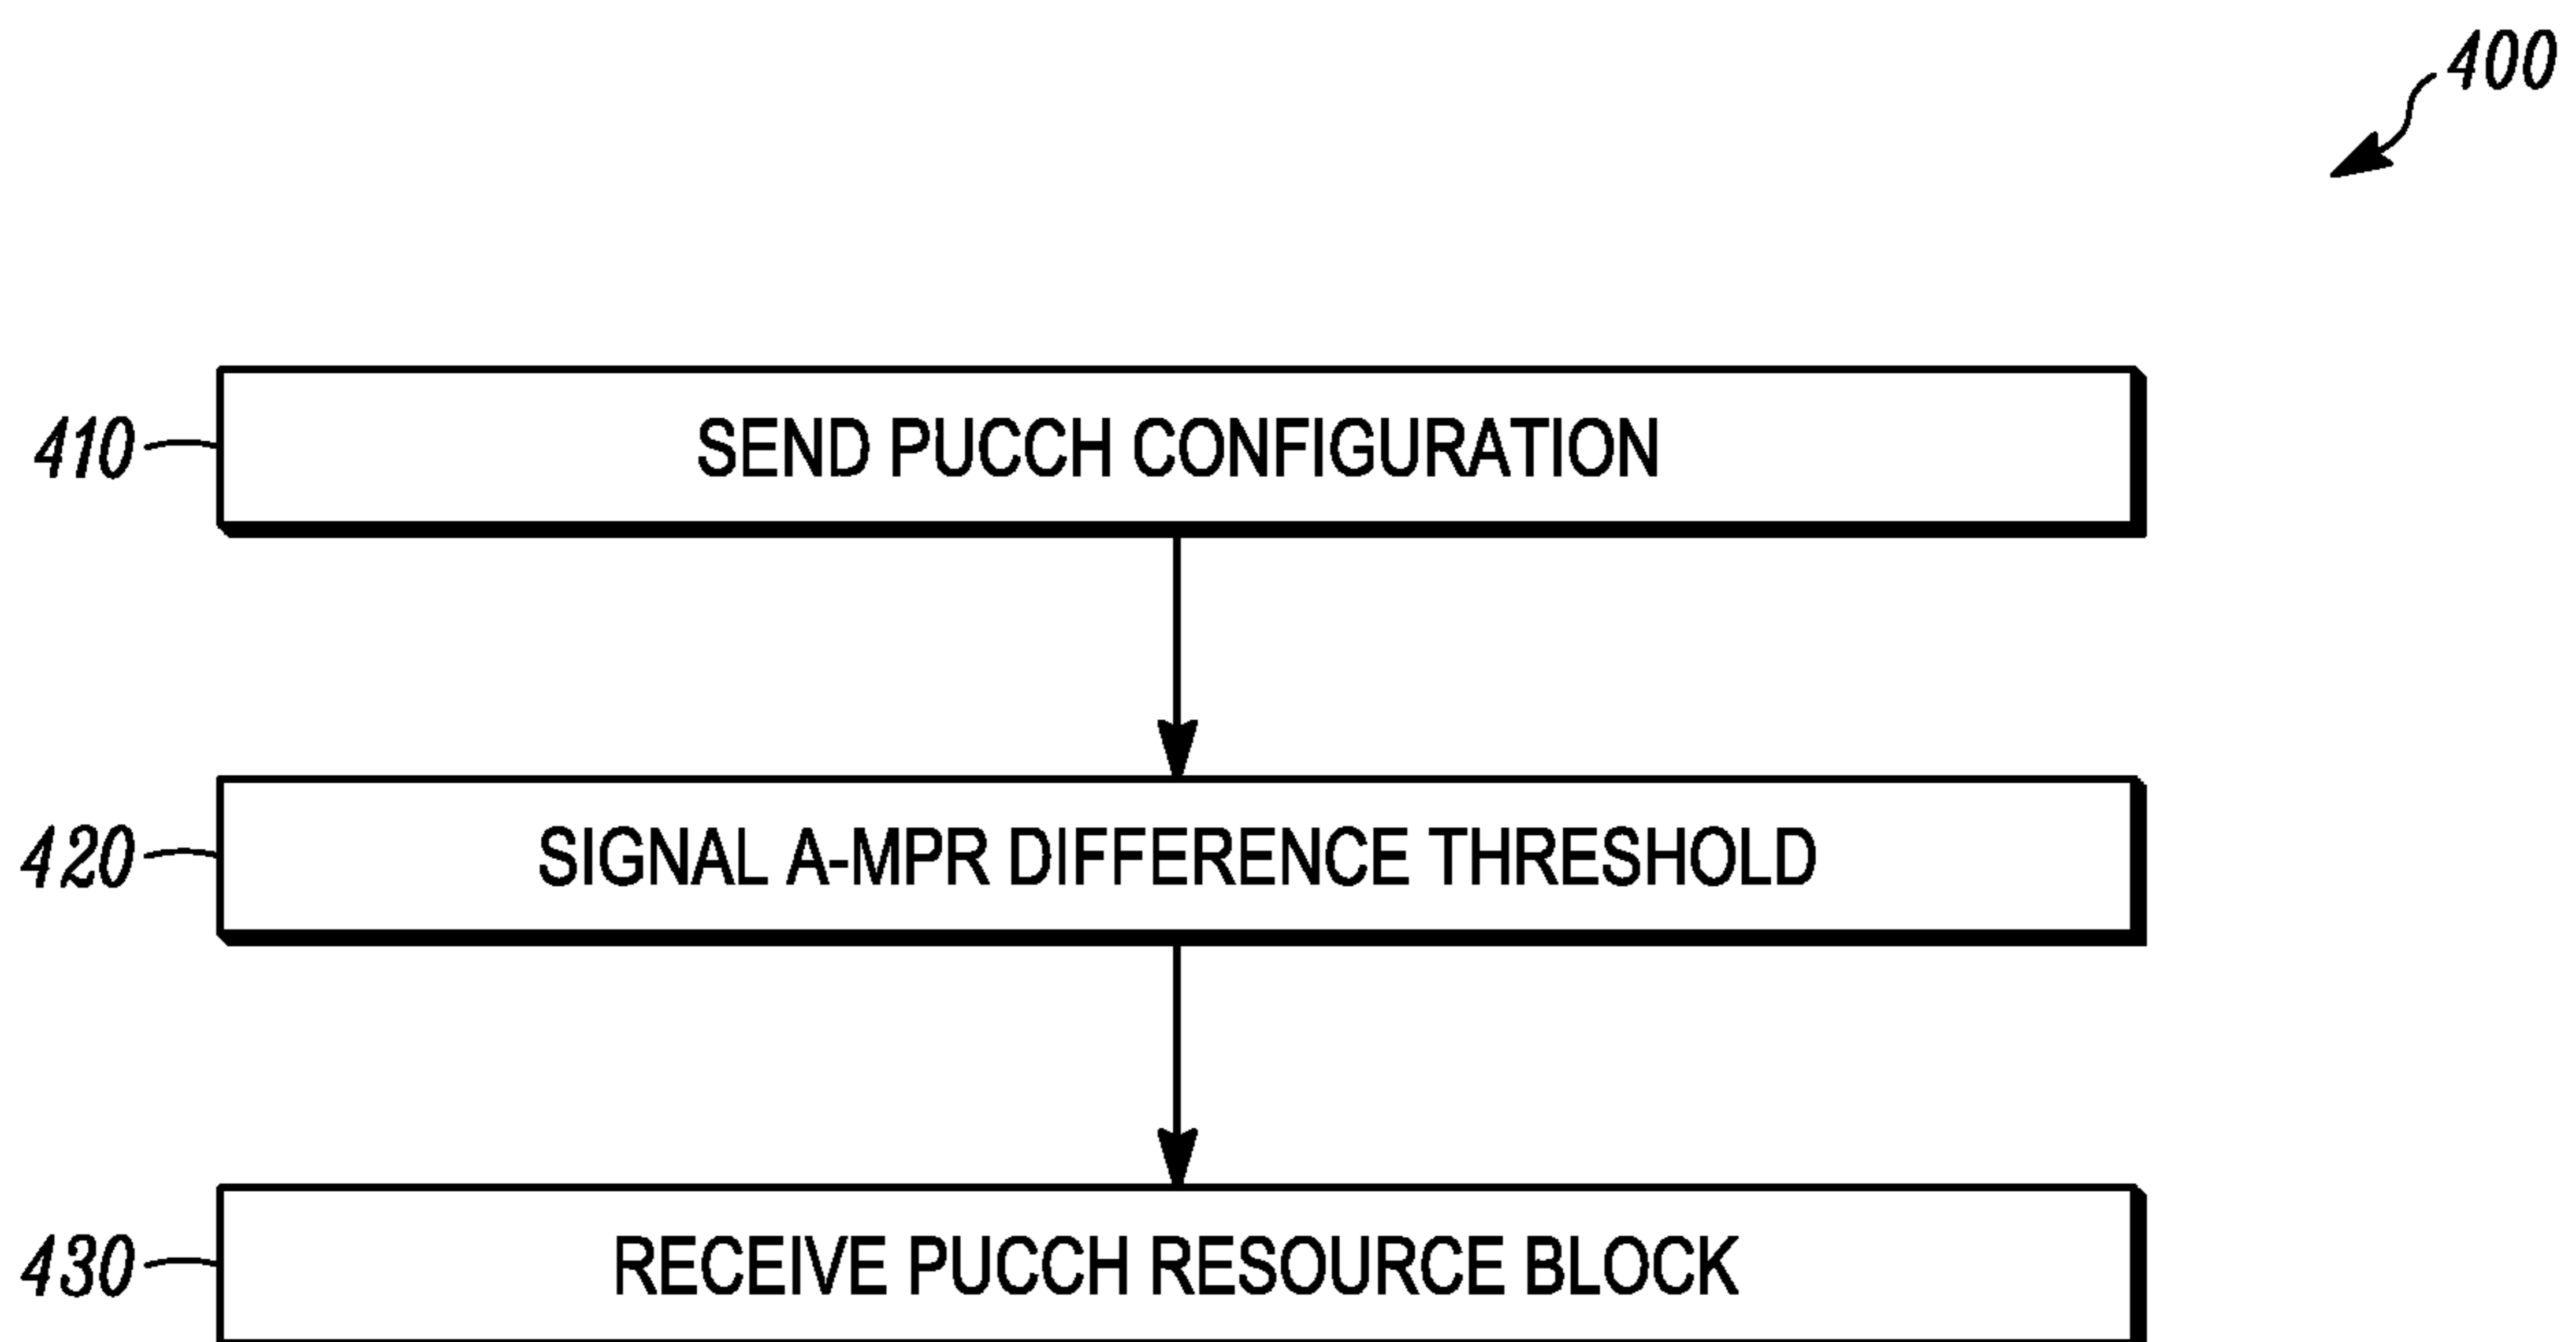 400
410 SEND PUCCH CONFIGURATION
420 SIGNAL A-MPR DIFFERENCE THRESHOLD
430 RECEIVE PUCCH RESOURCE BLOCK